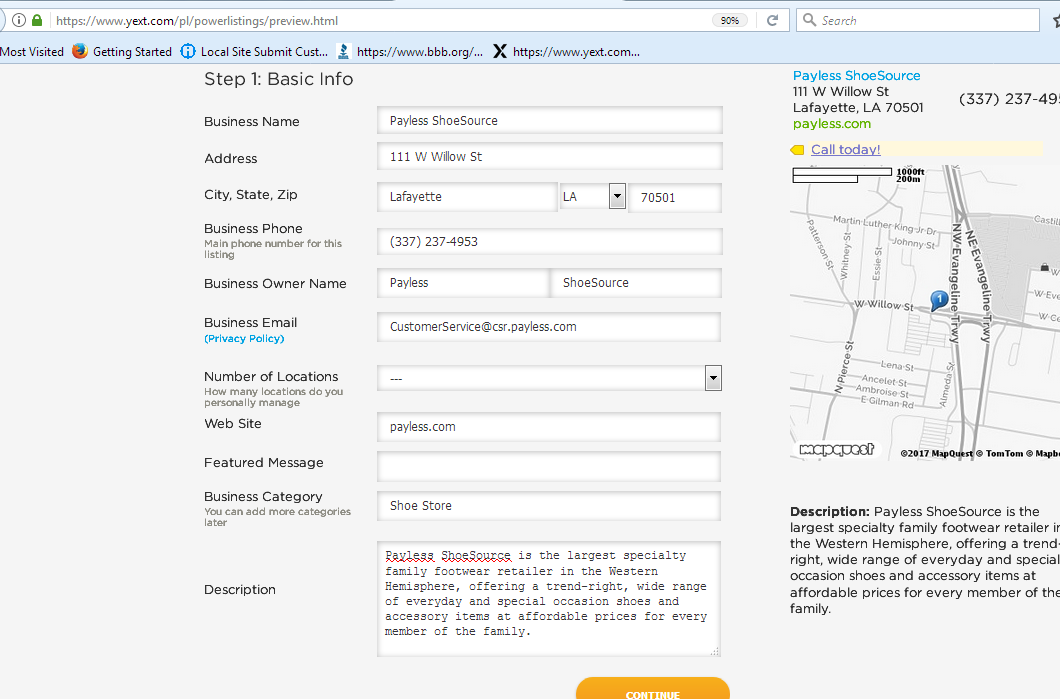 https://www.yext.com/pl/powerlistings/preview.html
90%
Search
Most Visited
Getting Started
Local Site Submit Cust...
https://www.bbb.org/...
https://www.yext.com...
Step 1: Basic Info
Business Name
Payless ShoeSource
Address
111 W Willow St
City, State, Zip
Lafayette
LA
70501
Business Phone
Main phone number for this
listing
(337) 237-4953
Business Owner Name
Payless
ShoeSource
Business Email
(Privacy Policy)
CustomerService@csr.payless.com
Number of Locations
How many locations do you
personally manage
---
Web Site
payless.com
Featured Message
Business Category
You can add more categories
later
Shoe Store
Description
Payless ShoeSource is the largest specialty
family footwear retailer in the Western
Hemisphere, offering a trend-right, wide range
of everyday and special occasion shoes and
accessory items at affordable prices for every
member of the family.
CONTINUE
Payless ShoeSource
111 W Willow St
Lafayette, LA 70501
payless.com
(337) 237-495
Call today!
1000ft
200m
Martin Luther King Jr Dr
Johnny St
Patterson St
Whitney St
Essie St
NW Evangeline Trwy
NE Evangeline Trwy
Castill
W Willow St
1
W Eve
W Ce
N Pierce St
Lena St
Ancelet St
Ambroise St
E Gilman Rd
Almeda St
mapquest
©2017 MapQuest © TomTom © Mapb
Description: Payless ShoeSource is the
largest specialty family footwear retailer in
the Western Hemisphere, offering a trend-
right, wide range of everyday and special
occasion shoes and accessory items at
affordable prices for every member of the
family.